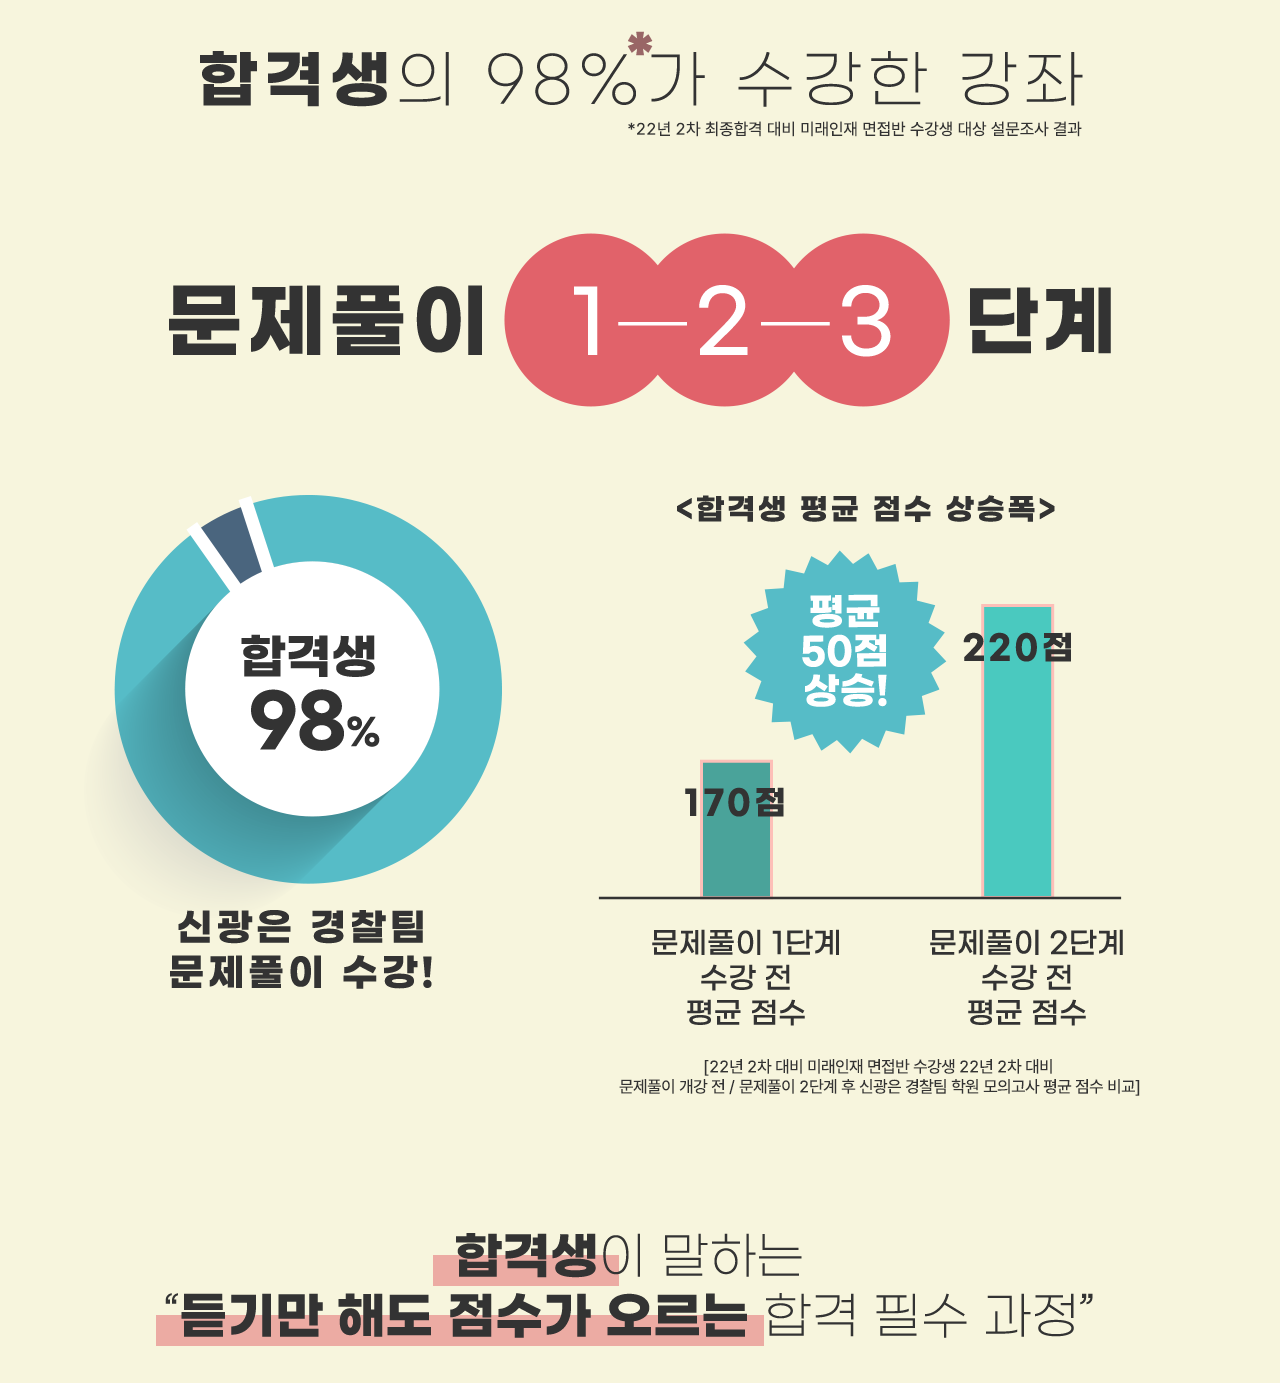 합격생의 98%*가 수강한 강좌
*22년 2차 최종합격 대비 미래인재 면접반 수강생 대상 설문조사 결과
문제풀이 1-2-3 단계
합격생
98%
신광은 경찰팀
문제풀이 수강!
<합격생 평균 점수 상승폭>
평균
50점
상승!
220점
170점
문제풀이 1단계
수강 전
평균 점수
문제풀이 2단계
수강 전
평균 점수
[22년 2차 대비 미래인재 면접반 수강생 22년 2차 대비
문제풀이 개강 전 / 문제풀이 2단계 후 신광은 경찰팀 학원 모의고사 평균 점수 비교]
합격생이 말하는
“듣기만 해도 점수가 오르는 합격 필수 과정”